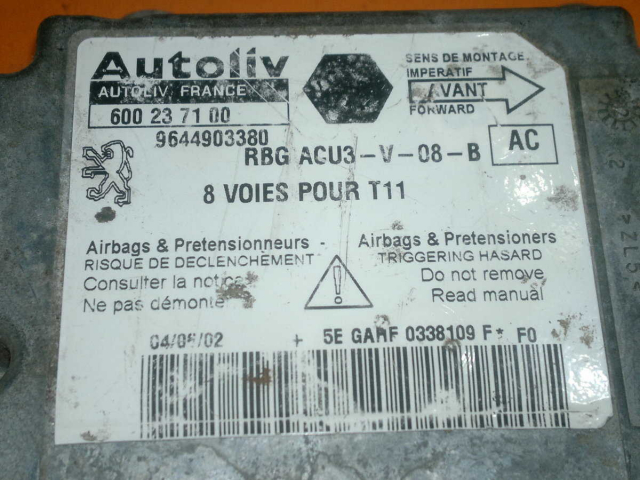 Autoliv
AUTOLIV, FRANCE
600 23 71 00
9644903380
SENS DE MONTAGE
IMPERATIF
AVANT
FORWARD
RBG ACU3-V-08-B
AC
8 VOIES POUR T11
Airbags & Pretensionneurs -
RISQUE DE DECLENCHEMENT
Consulter la notice
Ne pas démonte
Airbags & Pretensioners
TRIGGERING HASARD
Do not remove
Read manual
04/06/02 + 5E GARF 0338109 F* F0